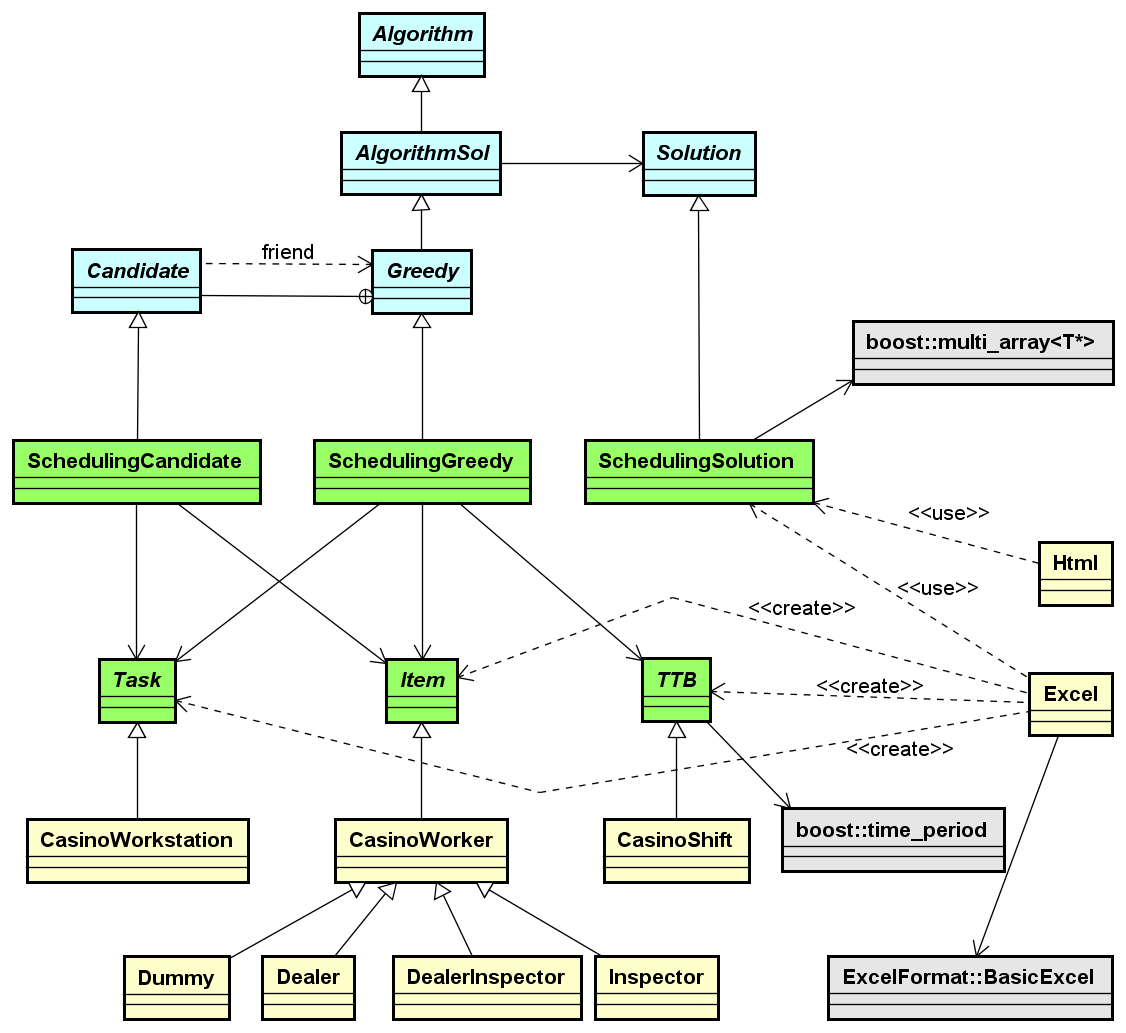 Algorithm
AlgorithmSol
Solution
friend
Candidate
Greedy
boost::multi_array<T*>
SchedulingCandidate
SchedulingGreedy
SchedulingSolution
<<use>>
Html
<<use>>
<<create>>
Task
Item
TTB
<<create>>
Excel
<<create>>
CasinoWorkstation
CasinoWorker
CasinoShift
boost::time_period
Dummy
Dealer
DealerInspector
Inspector
ExcelFormat::BasicExcel